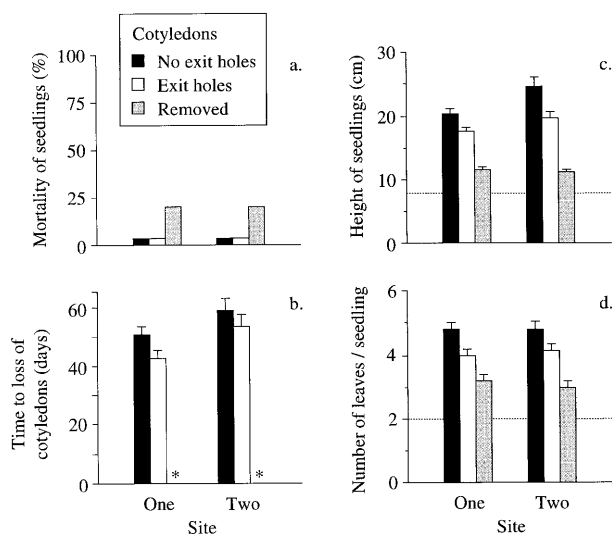 Cotyledons
No exit holes
Exit holes
Removed
a.
Mortality of seedlings (%)
100
75
50
25
0
b.
Time to loss of
cotyledons (days)
60
40
20
0
*
*
One
Two
Site
c.
Height of seedlings (cm)
30
20
10
0
d.
Number of leaves / seedling
6
4
2
0
One
Two
Site